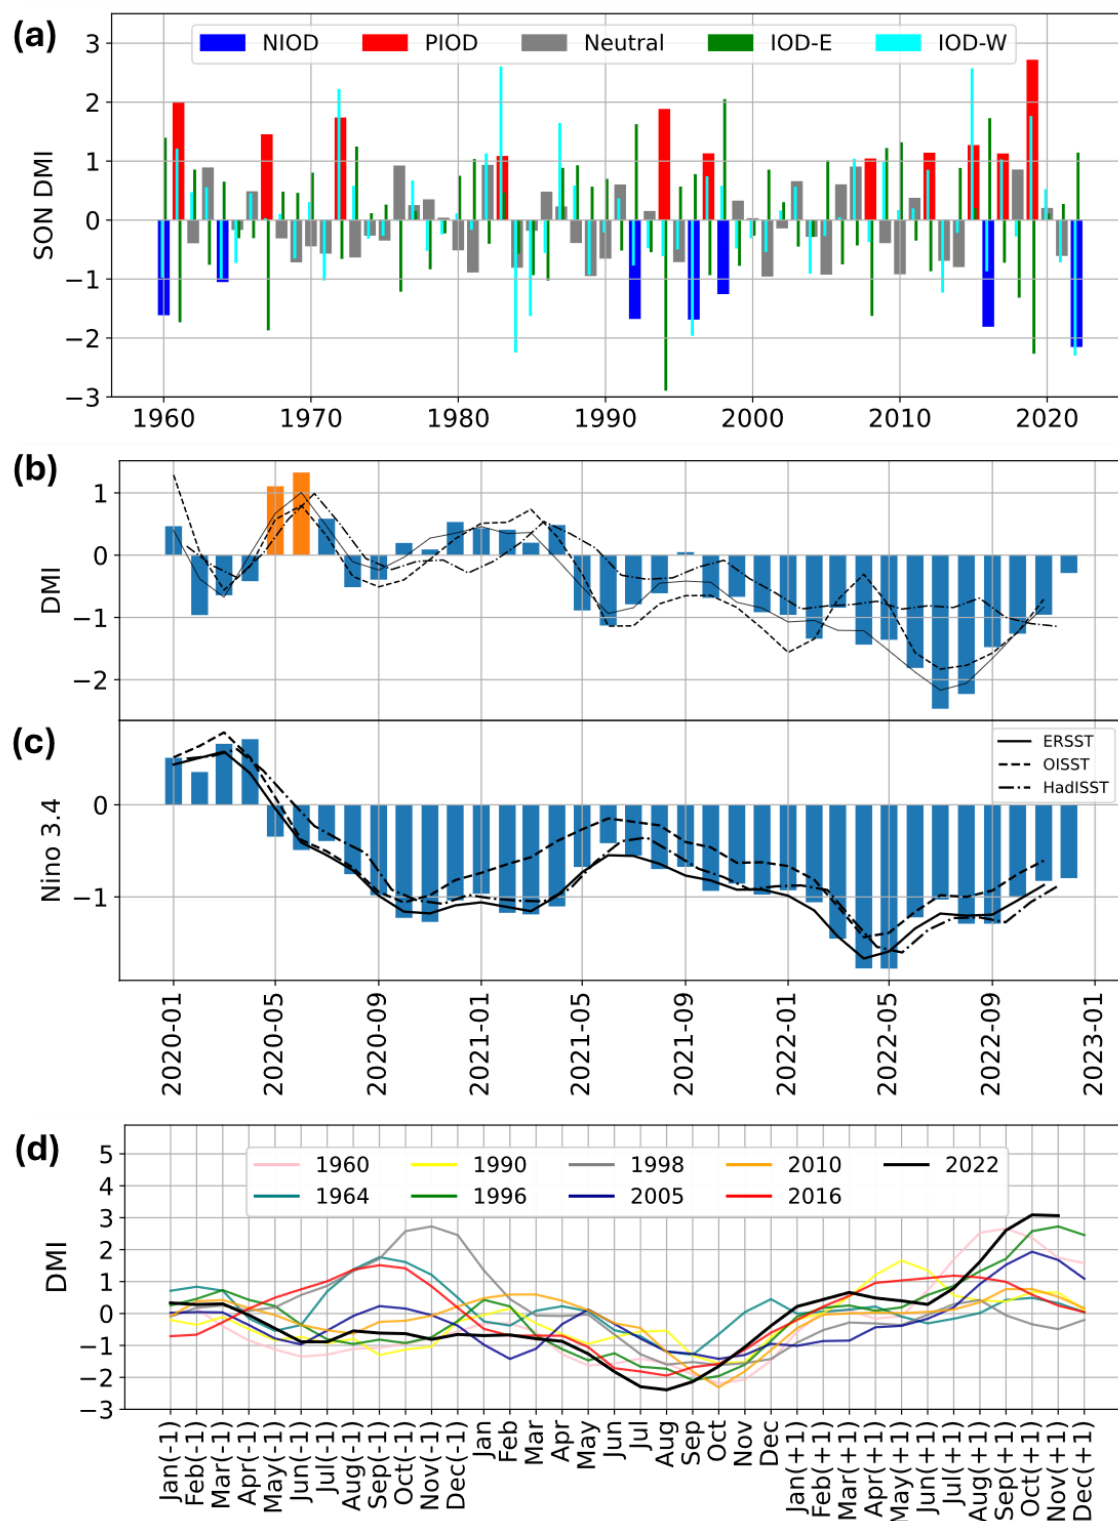 (a)
NIOD PIOD Neutral IOD-E IOD-W
SON DMI
3
2
1
0
−1
−2
−3
1960 1970 1980 1990 2000 2010 2020
(b)
DMI
1
0
−1
−2
(c)
Nino 3.4
0
−1
ERSST
OISST
HadISST
2020-01 2020-05 2020-09 2021-01 2021-05 2021-09 2022-01 2022-05 2022-09 2023-01
(d)
1960 1990 1998 2010 2022
1964 1996 2005 2016
DMI
5
4
3
2
1
0
−1
−2
−3
Jan(-1) Feb(-1) Mar(-1) Apr(-1) May(-1) Jun(-1) Jul(-1) Aug(-1) Sep(-1) Oct(-1) Nov(-1) Dec(-1) Jan Feb Mar Apr May Jun Jul Aug Sep Oct Nov Dec Jan(+1) Feb(+1) Mar(+1) Apr(+1) May(+1) Jun(+1) Jul(+1) Aug(+1) Sep(+1) Oct(+1) Nov(+1) Dec(+1)